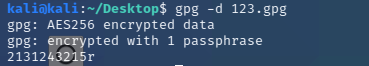 kali@kali:~/Desktop$ gpg -d 123.gpg
gpg: AES256 encrypted data
gpg: encrypted with 1 passphrase
2131243215r